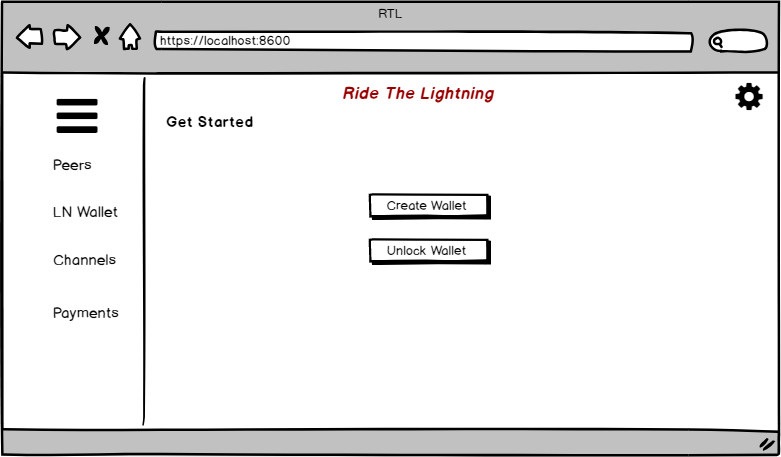 RTL
https://localhost:8600
Ride The Lightning
Get Started
Peers
LN Wallet
Channels
Payments
Create Wallet
Unlock Wallet